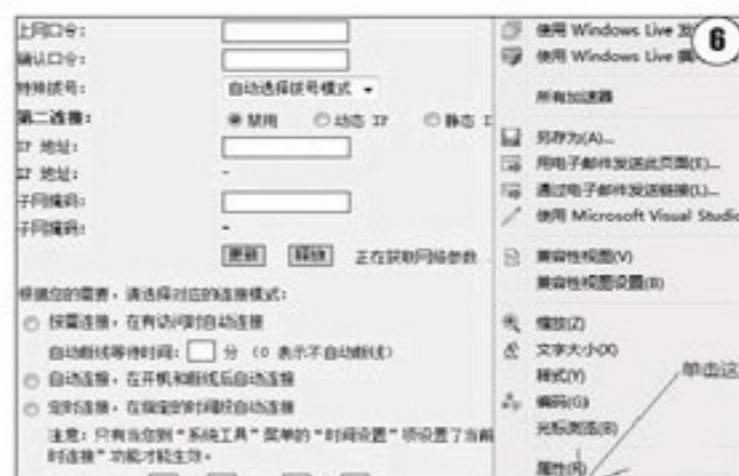 上网口令:
确认口令:
特殊拨号:
自动选择拨号模式
第二连接:
禁用 动态 IP 静态 I
IP 地址:
IP 地址: -
子网掩码:
子网掩码: -
更新 释放 正在获取网络参数
根据您的需要,请选择对应的连接模式:
按需连接,在有访问时自动连接
自动断线等待时间: 分 (0 表示不自动断线)
自动连接,在开机和断线后自动连接
定时连接,在指定的时间段自动连接
注意:只有当您到“系统工具”菜单的“时间设置”项设置了当前
时连接”功能才能生效。
6
使用 Windows Live
使用 Windows Live
所有加速器
另存为(A)...
用电子邮件发送此页面(E)...
通过电子邮件发送链接(L)...
使用 Microsoft Visual Studio
兼容性视图(V)
兼容性视图设置(B)
缩放(Z)
文字大小(X)
样式(Y)
编码(G)
光标浏览(B)
属性(R)
单击这